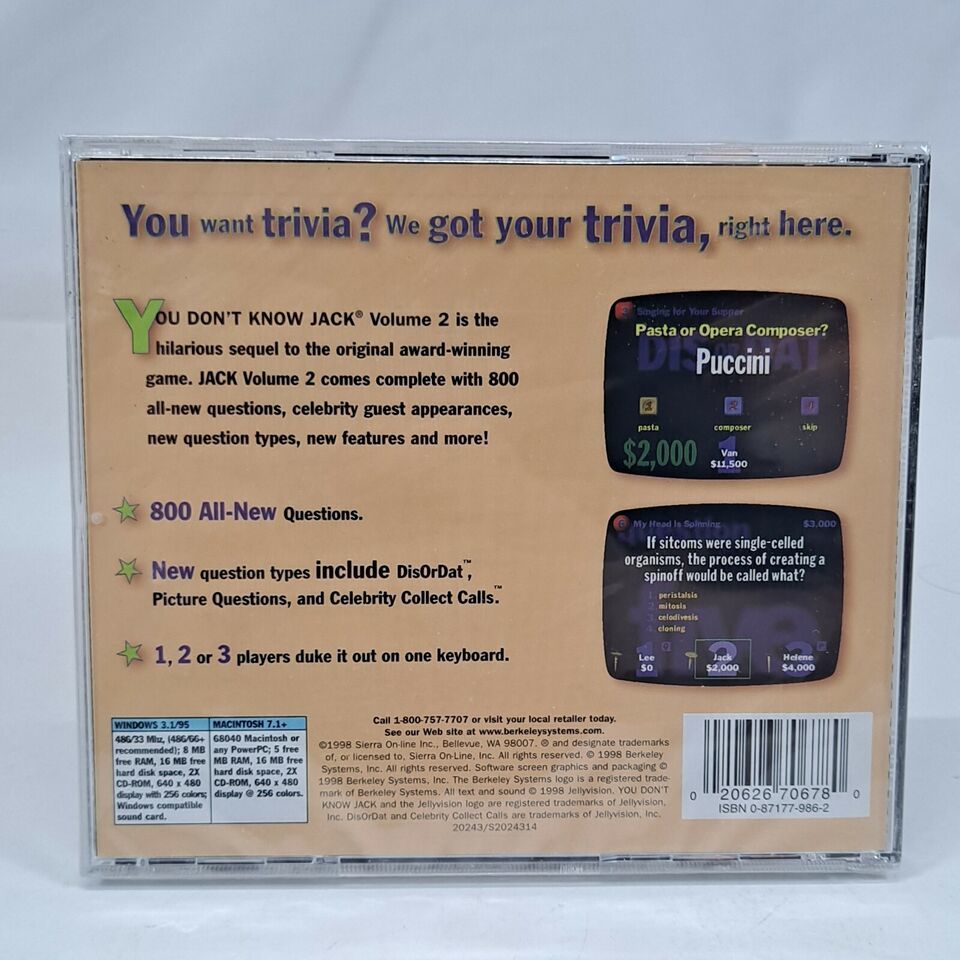 You want trivia? We got your trivia, right here.
YOU DON'T KNOW JACK® Volume 2 is the
hilarious sequel to the original award-winning
game. JACK Volume 2 comes complete with 800
all-new questions, celebrity guest appearances,
new question types, new features and more!
800 All-New Questions.
New question types include DisOrDat™,
Picture Questions, and Celebrity Collect Calls.™
1, 2 or 3 players duke it out on one keyboard.
Singing for Your Supper
Pasta or Opera Composer?
DIS OR DAT
Puccini
1 2
pasta composer skip
$2,000
1
Van
$11,500
6 My Head Is Spinning $3,000
If sitcoms were single-celled
organisms, the process of creating a
spinoff would be called what?
1. peristalsis
2. mitosis
3. celodivesis
4. cloning
1 2 3
Lee Jack Helene
$0 $2,000 $4,000
WINDOWS 3.1/95
486/33 Mhz, (486/66+
recommended); 8 MB
free RAM, 16 MB free
hard disk space, 2X
CD-ROM, 640 x 480
display with 256 colors;
Windows compatible
sound card.
MACINTOSH 7.1+
68040 Macintosh or
any PowerPC; 5 free
MB RAM, 16 MB free
hard disk space, 2X
CD-ROM, 640 x 480
display @ 256 colors.
Call 1-800-757-7707 or visit your local retailer today.
See our Web site at www.berkeleysystems.com.
©1998 Sierra On-line Inc., Bellevue, WA 98007. ® and designate trademarks
of, or licensed to, Sierra On-Line, Inc. All rights reserved. © 1998 Berkeley
Systems, Inc. All rights reserved. Software screen graphics and packaging ©
1998 Berkeley Systems, Inc. The Berkeley Systems logo is a registered trade-
mark of Berkeley Systems. All text and sound © 1998 Jellyvision. YOU DON'T
KNOW JACK and the Jellyvision logo are registered trademarks of Jellyvision,
Inc. DisOrDat and Celebrity Collect Calls are trademarks of Jellyvision, Inc.
20243/S2024314
0 20626 70678 0
ISBN 0-87177-986-2